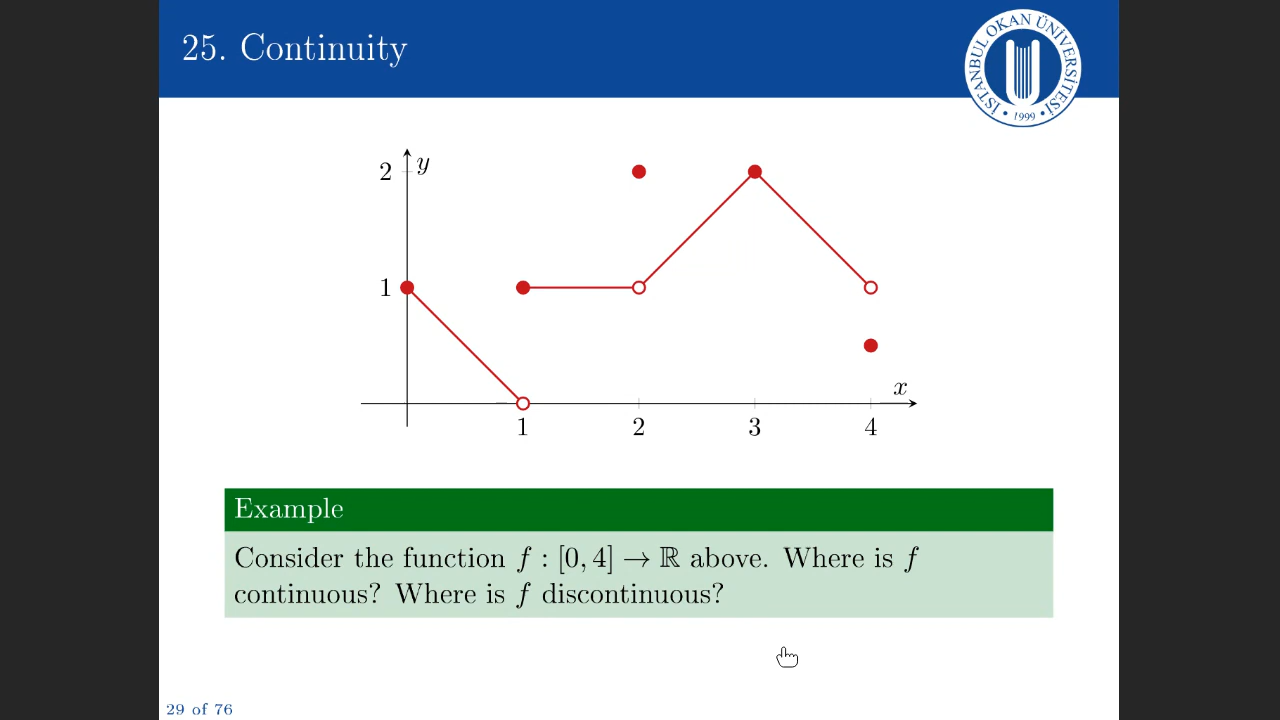 25. Continuity
İSTANBUL OKAN ÜNİVERSİTESİ
• 1999 •
2
y
1
x
1 2 3 4
Example
Consider the function f : [0, 4] → ℝ above. Where is f
continuous? Where is f discontinuous?
29 of 76